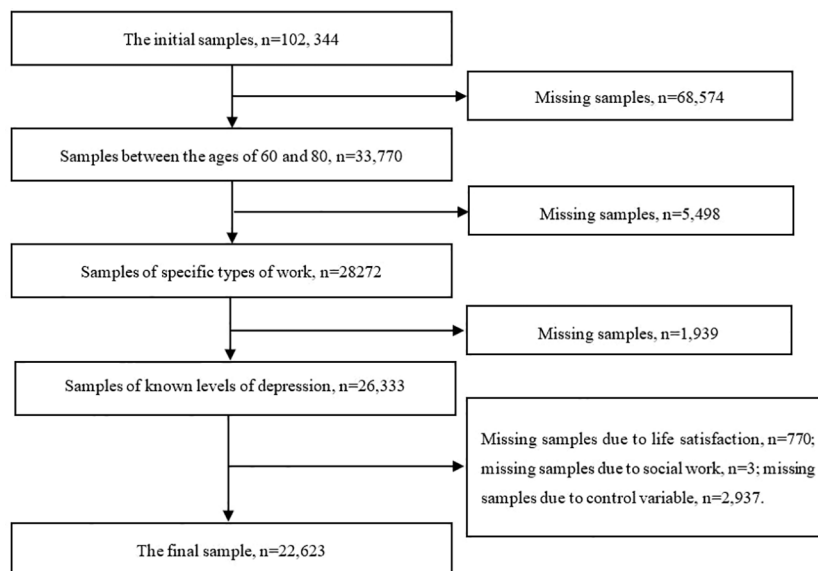 The initial samples, n=102, 344
Missing samples, n=68,574
Samples between the ages of 60 and 80, n=33,770
Missing samples, n=5,498
Samples of specific types of work, n=28272
Missing samples, n=1,939
Samples of known levels of depression, n=26,333
Missing samples due to life satisfaction, n=770;
missing samples due to social work, n=3; missing
samples due to control variable, n=2,937.
The final sample, n=22,623